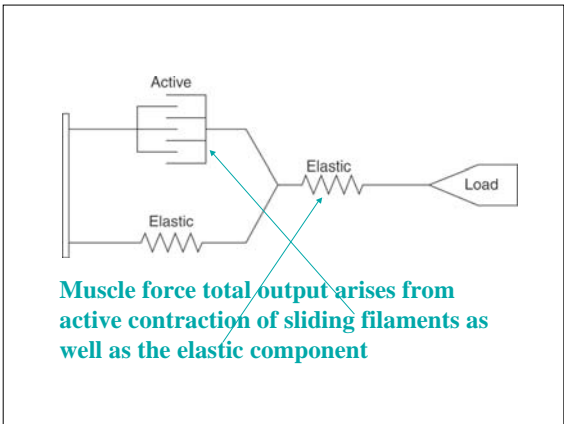 Active
Elastic
Load
Elastic
Muscle force total output arises from
active contraction of sliding filaments as
well as the elastic component